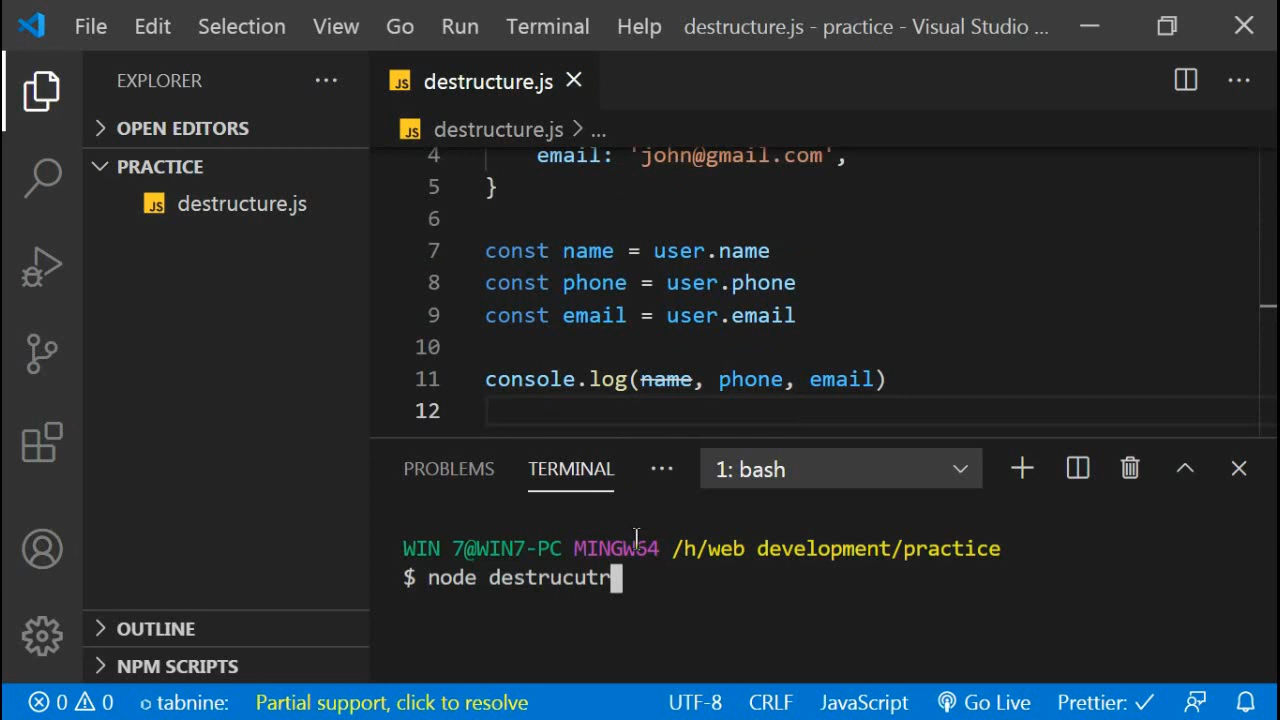 File Edit Selection View Go Run Terminal Help destructure.js - practice - Visual Studio ...
EXPLORER ...
JS destructure.js
OPEN EDITORS
JS destructure.js > ...
PRACTICE
JS destructure.js
4 email: 'john@gmail.com',
5 }
6
7 const name = user.name
8 const phone = user.phone
9 const email = user.email
10
11 console.log(name, phone, email)
12
PROBLEMS TERMINAL ... 1: bash
WIN 7@WIN7-PC MINGW64 /h/web development/practice
$ node destrucutr
OUTLINE
NPM SCRIPTS
0 0 tabnine: Partial support, click to resolve UTF-8 CRLF JavaScript Go Live Prettier: